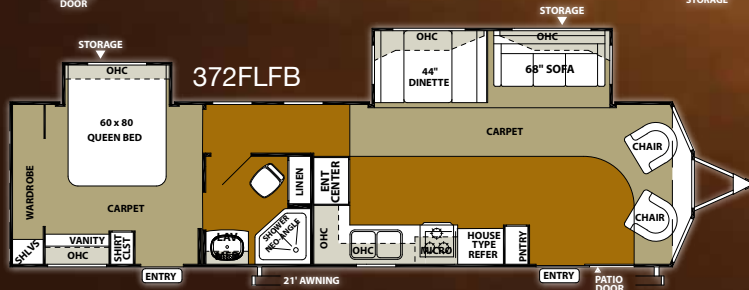 DOOR
STORAGE
STORAGE
STORAGE
OHC
372FLFB
OHC
OHC
44"
DINETTE
68" SOFA
60 x 80
QUEEN BED
CARPET
CHAIR
WARDROBE
CARPET
LINEN
ENT
CENTER
CHAIR
SHLVS
VANITY
OHC
SHIRT
CLST
LAV
SHOWER
NEO-ANGLE
OHC
OHC
MICRO
HOUSE
TYPE
REFER
PNTRY
ENTRY
21' AWNING
ENTRY
PATIO
DOOR